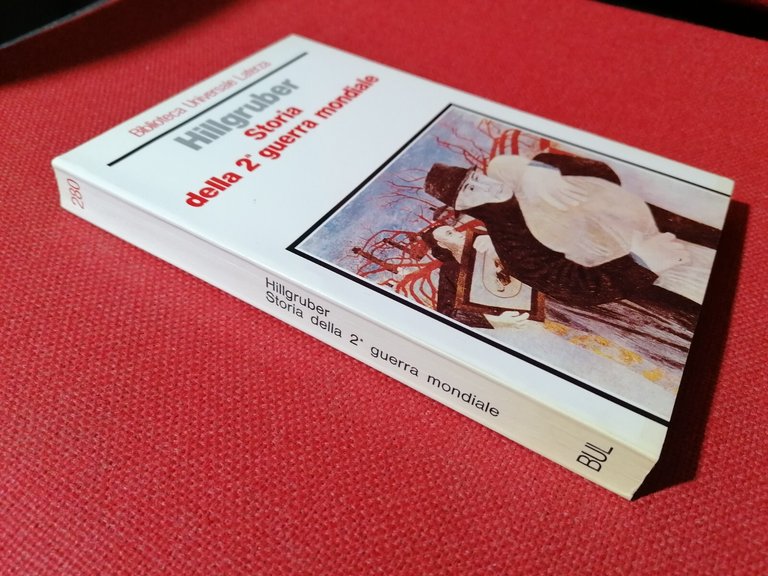 Biblioteca Universale Laterza
Hillgruber
Storia
della 2ª guerra mondiale
280
Hillgruber
Storia della 2ª guerra mondiale
BUL